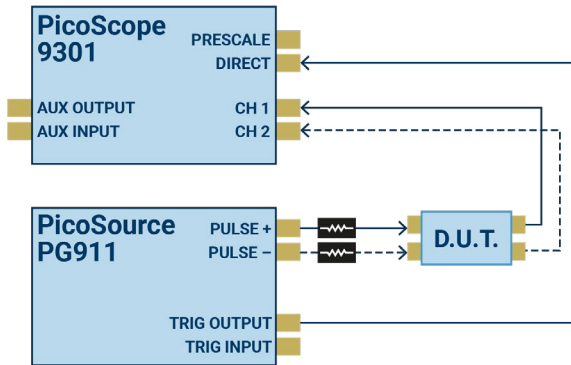 PicoScope
9301
PRESCALE
DIRECT
AUX OUTPUT
CH 1
AUX INPUT
CH 2
PicoSource
PG911
PULSE +
PULSE –
D.U.T.
TRIG OUTPUT
TRIG INPUT